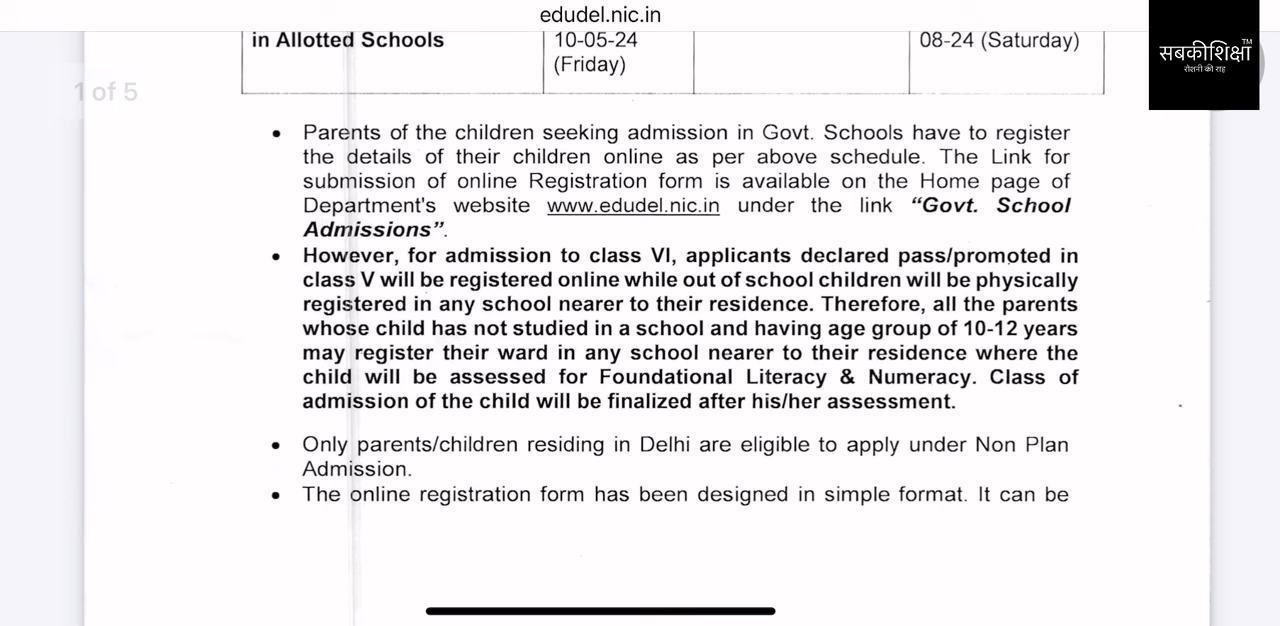 edudel.nic.in
सबकीशिक्षा TM
रौशनी की राह
in Allotted Schools 10-05-24 08-24 (Saturday)
(Friday)
1 of 5
• Parents of the children seeking admission in Govt. Schools have to register
the details of their children online as per above schedule. The Link for
submission of online Registration form is available on the Home page of
Department's website www.edudel.nic.in under the link “Govt. School
Admissions”.
• However, for admission to class VI, applicants declared pass/promoted in
class V will be registered online while out of school children will be physically
registered in any school nearer to their residence. Therefore, all the parents
whose child has not studied in a school and having age group of 10-12 years
may register their ward in any school nearer to their residence where the
child will be assessed for Foundational Literacy & Numeracy. Class of
admission of the child will be finalized after his/her assessment.
• Only parents/children residing in Delhi are eligible to apply under Non Plan
Admission.
• The online registration form has been designed in simple format. It can be